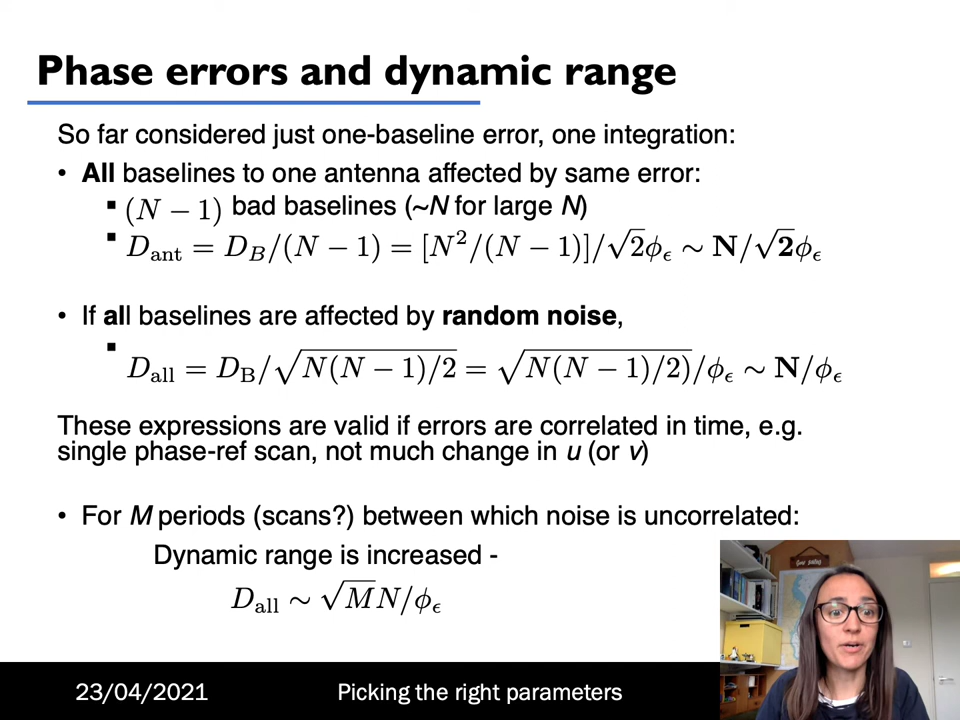 Phase errors and dynamic range
So far considered just one-baseline error, one integration:
• All baselines to one antenna affected by same error:
▪ (N − 1) bad baselines (~N for large N)
▪ D_ant = D_B/(N − 1) = [N²/(N − 1)]/√2ϕ_ϵ ∼ N/√2ϕ_ϵ
• If all baselines are affected by random noise,
▪ D_all = D_B/√(N(N − 1)/2) = √(N(N − 1)/2)/ϕ_ϵ ∼ N/ϕ_ϵ
These expressions are valid if errors are correlated in time, e.g.
single phase-ref scan, not much change in u (or v)
• For M periods (scans?) between which noise is uncorrelated:
Dynamic range is increased -
D_all ∼ √M N/ϕ_ϵ
23/04/2021 Picking the right parameters